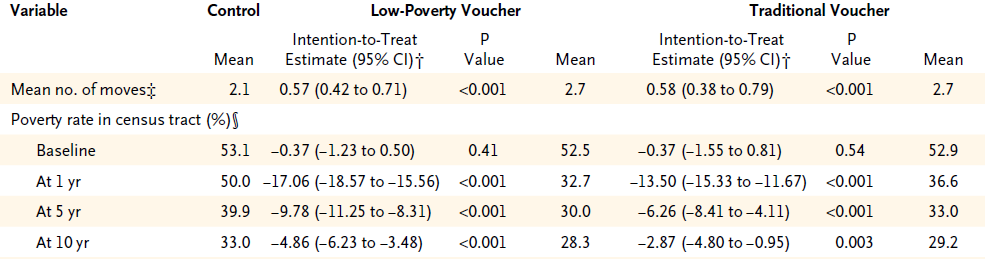 Variable Control Low-Poverty Voucher Traditional Voucher
Intention-to-Treat P Intention-to-Treat P
Mean Estimate (95% CI)† Value Mean Estimate (95% CI)† Value Mean
Mean no. of moves‡ 2.1 0.57 (0.42 to 0.71) <0.001 2.7 0.58 (0.38 to 0.79) <0.001 2.7
Poverty rate in census tract (%)§
Baseline 53.1 −0.37 (−1.23 to 0.50) 0.41 52.5 −0.37 (−1.55 to 0.81) 0.54 52.9
At 1 yr 50.0 −17.06 (−18.57 to −15.56) <0.001 32.7 −13.50 (−15.33 to −11.67) <0.001 36.6
At 5 yr 39.9 −9.78 (−11.25 to −8.31) <0.001 30.0 −6.26 (−8.41 to −4.11) <0.001 33.0
At 10 yr 33.0 −4.86 (−6.23 to −3.48) <0.001 28.3 −2.87 (−4.80 to −0.95) 0.003 29.2